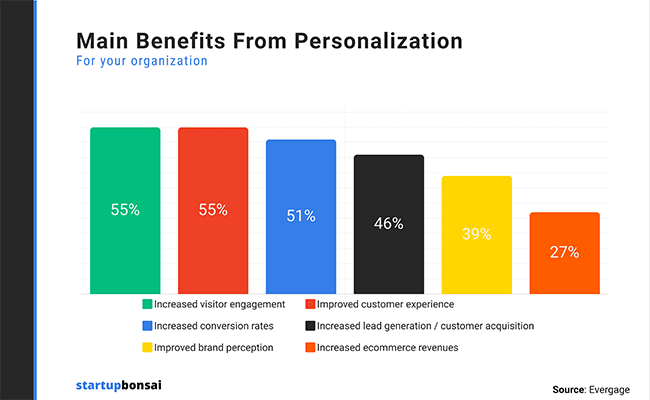 Main Benefits From Personalization
For your organization
55%
55%
51%
46%
39%
27%
Increased visitor engagement
Improved customer experience
Increased conversion rates
Increased lead generation / customer acquisition
Improved brand perception
Increased ecommerce revenues
startupbonsai
Source: Evergage